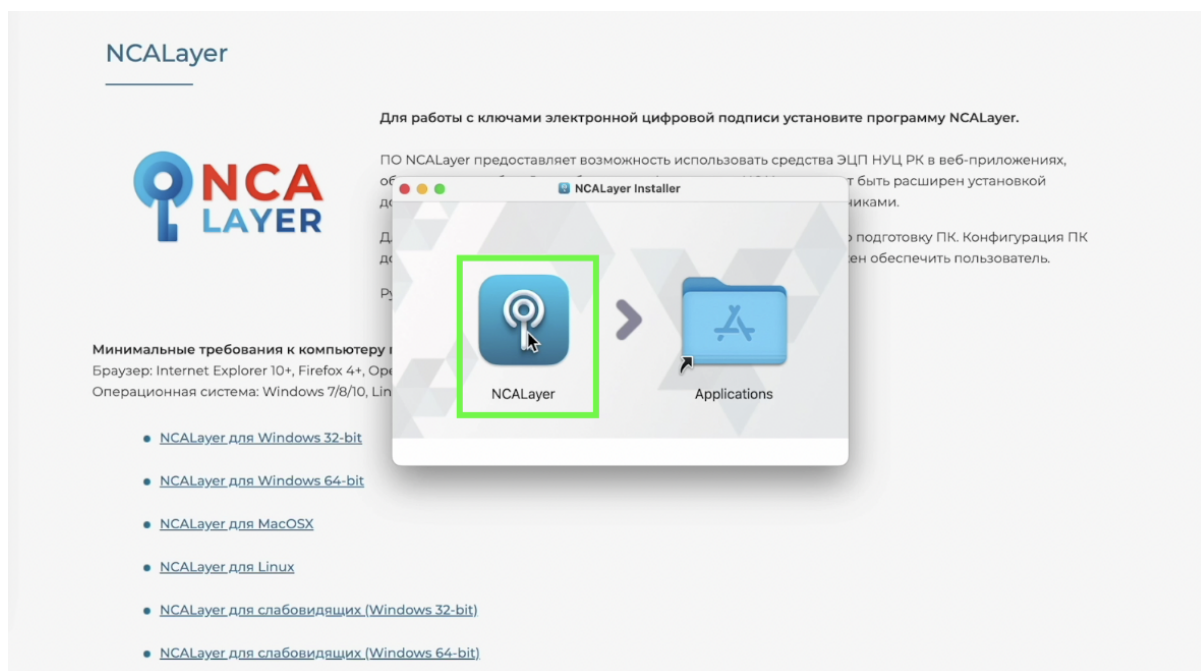 NCALayer
Для работы с ключами электронной цифровой подписи установите программу NCALayer.
NCA
LAYER
ПО NCALayer предоставляет возможность использовать средства ЭЦП НУЦ РК в веб-приложениях,
быть расширен установкой
NCALayer Installer
подготовку ПК. Конфигурация ПК
обеспечить пользователь.
NCALayer
Applications
Минимальные требования к компьютеру
Браузер: Internet Explorer 10+, Firefox 4+,
Операционная система: Windows 7/8/10,
NCALayer для Windows 32-bit
NCALayer для Windows 64-bit
NCALayer для MacOSX
NCALayer для Linux
NCALayer для слабовидящих (Windows 32-bit)
NCALayer для слабовидящих (Windows 64-bit)